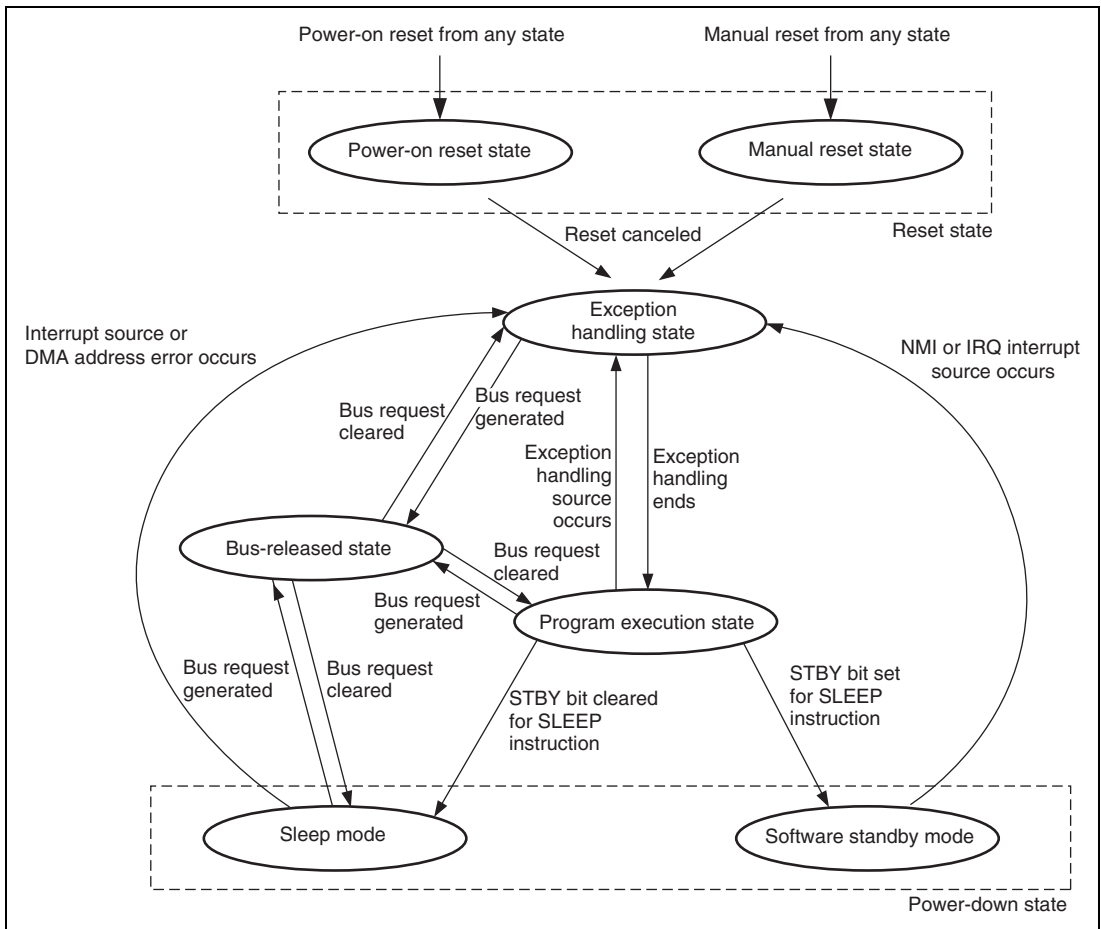 Power-on reset from any state
Manual reset from any state
Power-on reset state
Manual reset state
Reset state
Reset canceled
Exception
handling state
Interrupt source or
DMA address error occurs
NMI or IRQ interrupt
source occurs
Bus request
cleared
Bus request
generated
Exception
handling
source
occurs
Exception
handling
ends
Bus-released state
Bus request
cleared
Bus request
generated
Program execution state
Bus request
generated
Bus request
cleared
STBY bit cleared
for SLEEP
instruction
STBY bit set
for SLEEP
instruction
Sleep mode
Software standby mode
Power-down state